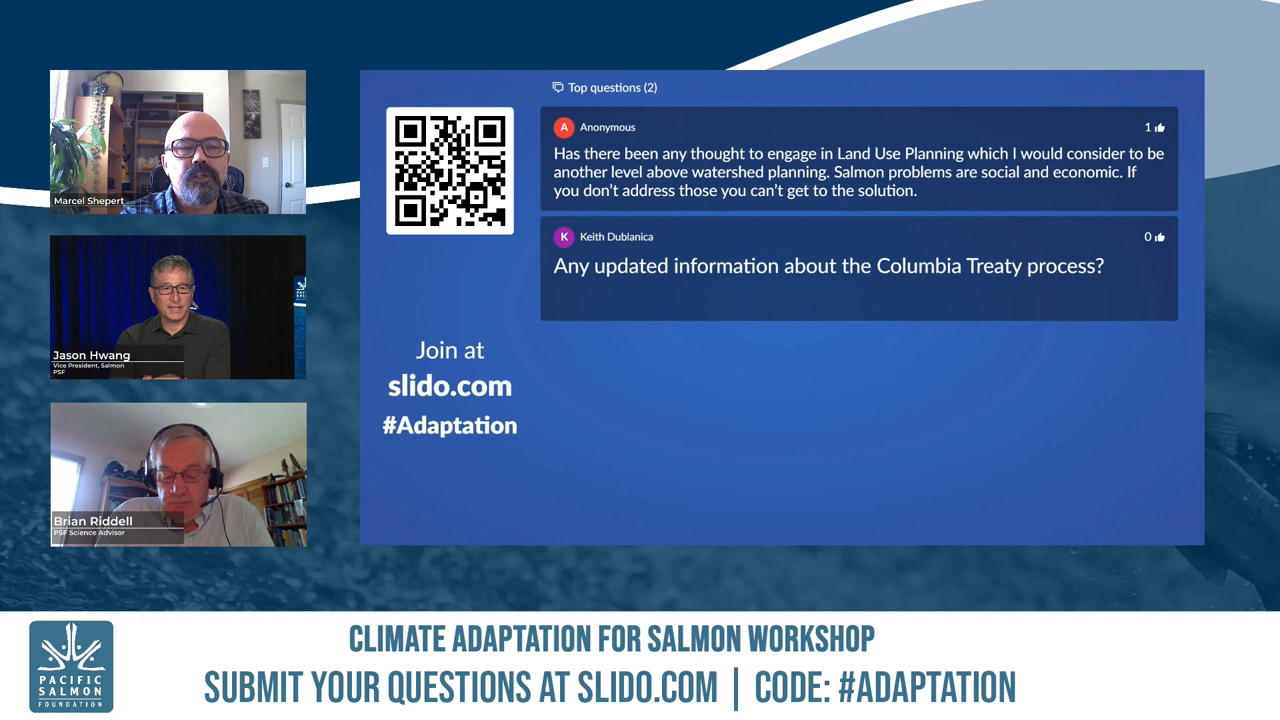 Marcel Shepert
Jason Hwang
Vice President, Salmon
PSF
Brian Riddell
PSF Science Advisor
Top questions (2)
A Anonymous 1
Has there been any thought to engage in Land Use Planning which I would consider to be
another level above watershed planning. Salmon problems are social and economic. If
you don't address those you can't get to the solution.
K Keith Dublanica 0
Any updated information about the Columbia Treaty process?
Join at
slido.com
#Adaptation
PACIFIC
SALMON
FOUNDATION
CLIMATE ADAPTATION FOR SALMON WORKSHOP
SUBMIT YOUR QUESTIONS AT SLIDO.COM | CODE: #ADAPTATION